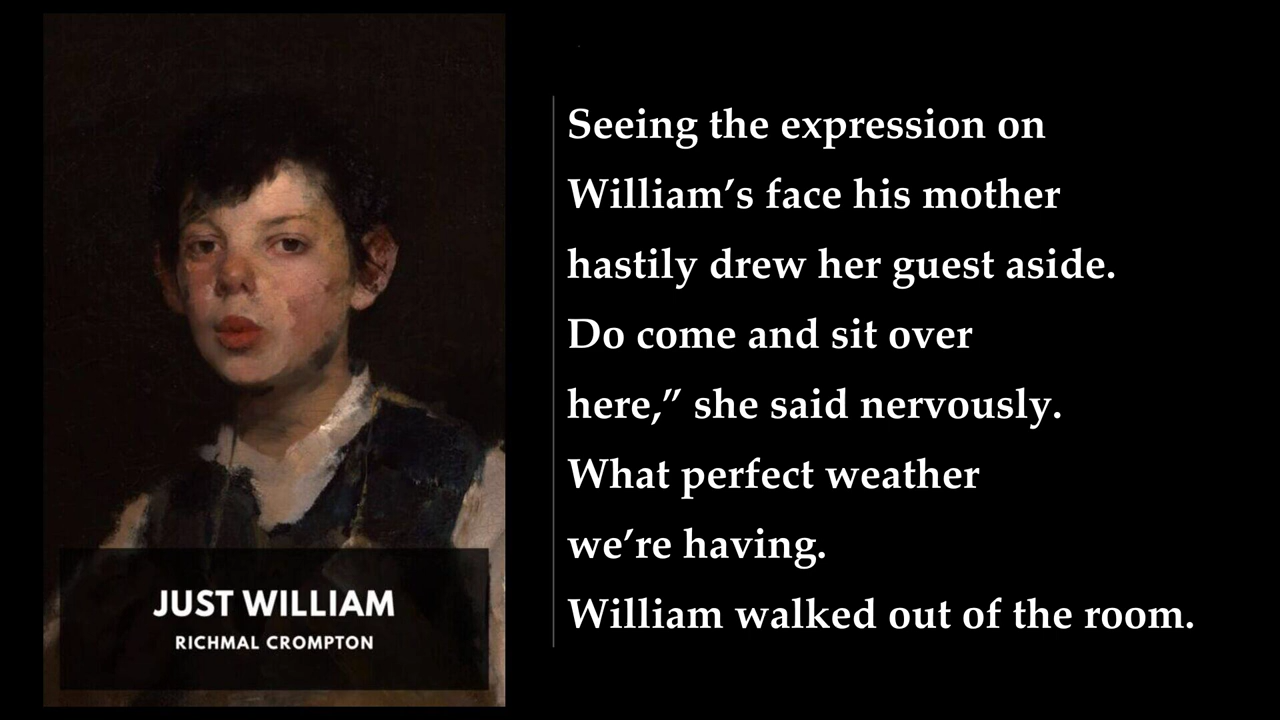 JUST WILLIAM
RICHMAL CROMPTON
Seeing the expression on
William’s face his mother
hastily drew her guest aside.
Do come and sit over
here,” she said nervously.
What perfect weather
we’re having.
William walked out of the room.